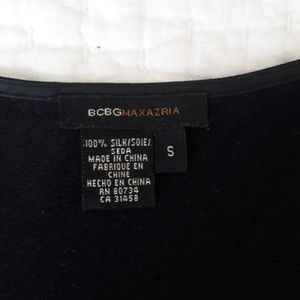 BCBGMAXAZRIA
S
100% SILK/SOIE/
SEDA
MADE IN CHINA
FABRIQUE EN
CHINE
HECHO EN CHINA
RN 80734
CA 31458